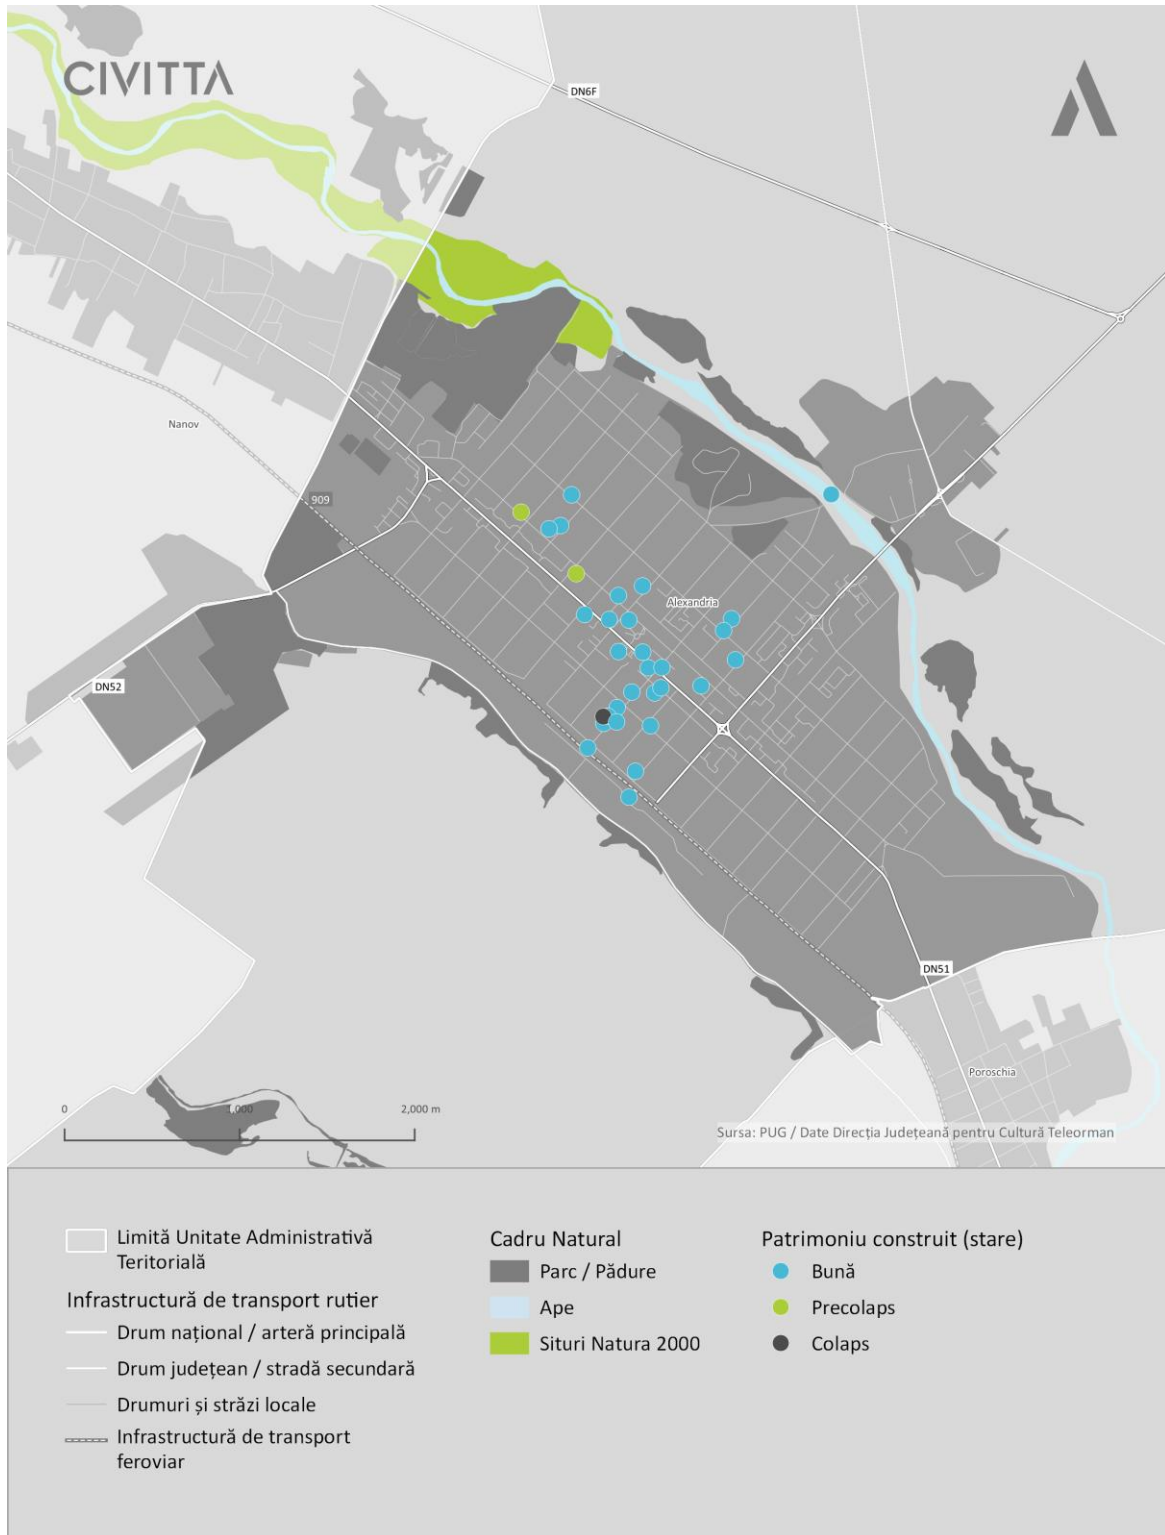 CIVITTA
DN6F
Nanov
909
Alexandria
DN52
DN51
Poroschia
0 1,000 2,000 m
Sursa: PUG / Date Direcția Județeană pentru Cultură Teleorman
Limită Unitate Administrativă
Teritorială
Infrastructură de transport rutier
Drum național / arteră principală
Drum județean / stradă secundară
Drumuri și străzi locale
Infrastructură de transport
feroviar
Cadru Natural
Parc / Pădure
Ape
Situri Natura 2000
Patrimoniu construit (stare)
Bună
Precolaps
Colaps